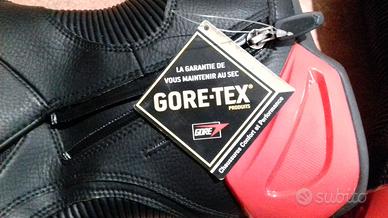 LA GARANTIE DE
VOUS MAINTENIR AU SEC
GORE-TEX®
PRODUITS
GORE
Chaussures Confort et Performance
subito